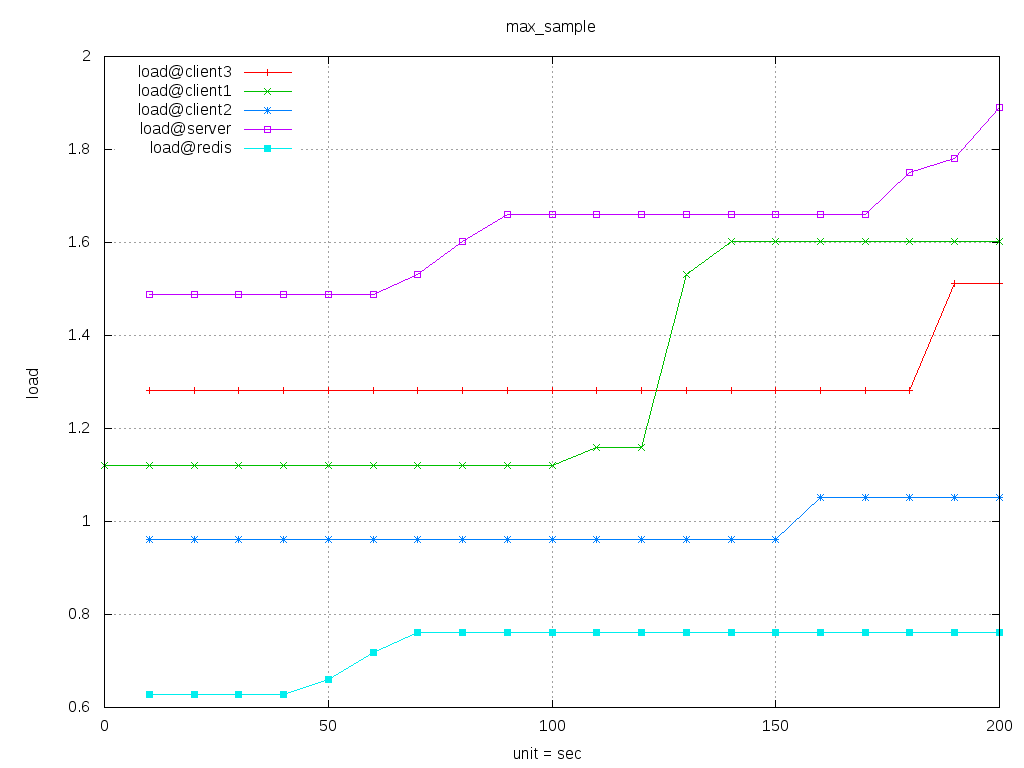 max_sample
load@client3
load@client1
load@client2
load@server
load@redis
2
1.8
1.6
1.4
1.2
1
0.8
0.6
load
0 50 100 150 200
unit = sec